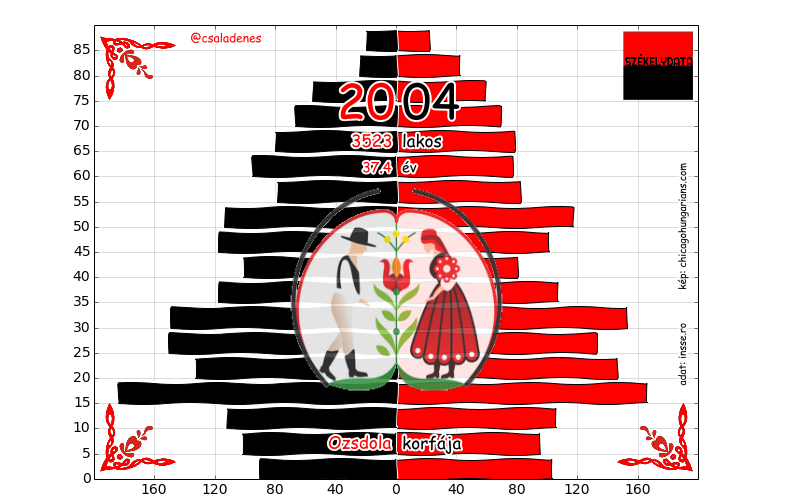 @csaladenes
SZÉKELYDATA
2004
3523 lakos
37.4 év
kép: chicagohungarians.com
adat: insse.ro
Ozsdola korfája
85
80
75
70
65
60
55
50
45
40
35
30
25
20
15
10
5
0
160 120 80 40 0 40 80 120 160